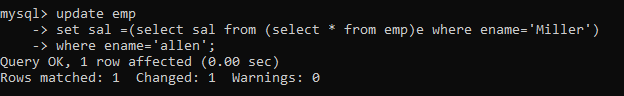 mysql> update emp
    -> set sal =(select sal from (select * from emp)e where ename='Miller')
    -> where ename='allen';
Query OK, 1 row affected (0.00 sec)
Rows matched: 1  Changed: 1  Warnings: 0